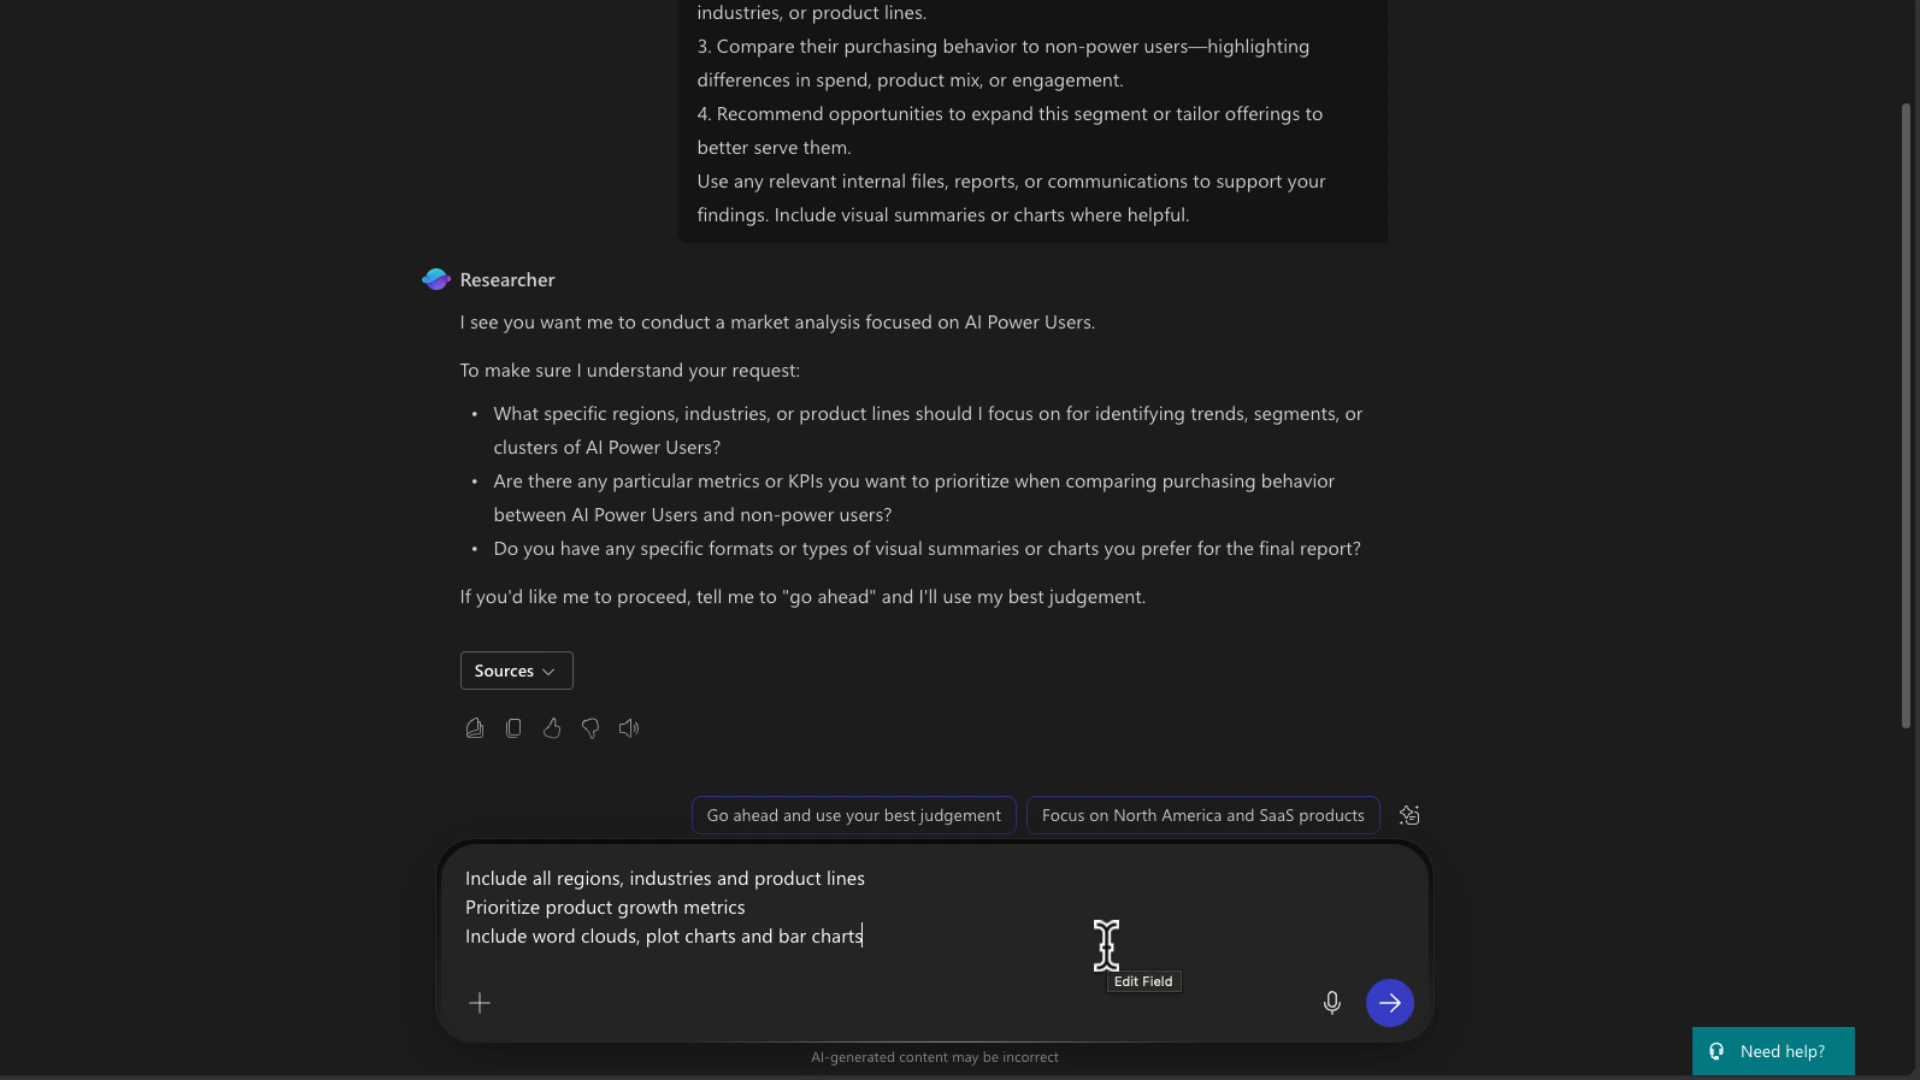 industries, or product lines.
3. Compare their purchasing behavior to non-power users—highlighting
differences in spend, product mix, or engagement.
4. Recommend opportunities to expand this segment or tailor offerings to
better serve them.
Use any relevant internal files, reports, or communications to support your
findings. Include visual summaries or charts where helpful.
Researcher
I see you want me to conduct a market analysis focused on AI Power Users.
To make sure I understand your request:
• What specific regions, industries, or product lines should I focus on for identifying trends, segments, or
clusters of AI Power Users?
• Are there any particular metrics or KPIs you want to prioritize when comparing purchasing behavior
between AI Power Users and non-power users?
• Do you have any specific formats or types of visual summaries or charts you prefer for the final report?
If you'd like me to proceed, tell me to "go ahead" and I'll use my best judgement.
Sources
Go ahead and use your best judgement
Focus on North America and SaaS products
Include all regions, industries and product lines
Prioritize product growth metrics
Include word clouds, plot charts and bar charts
Edit Field
AI-generated content may be incorrect
Need help?